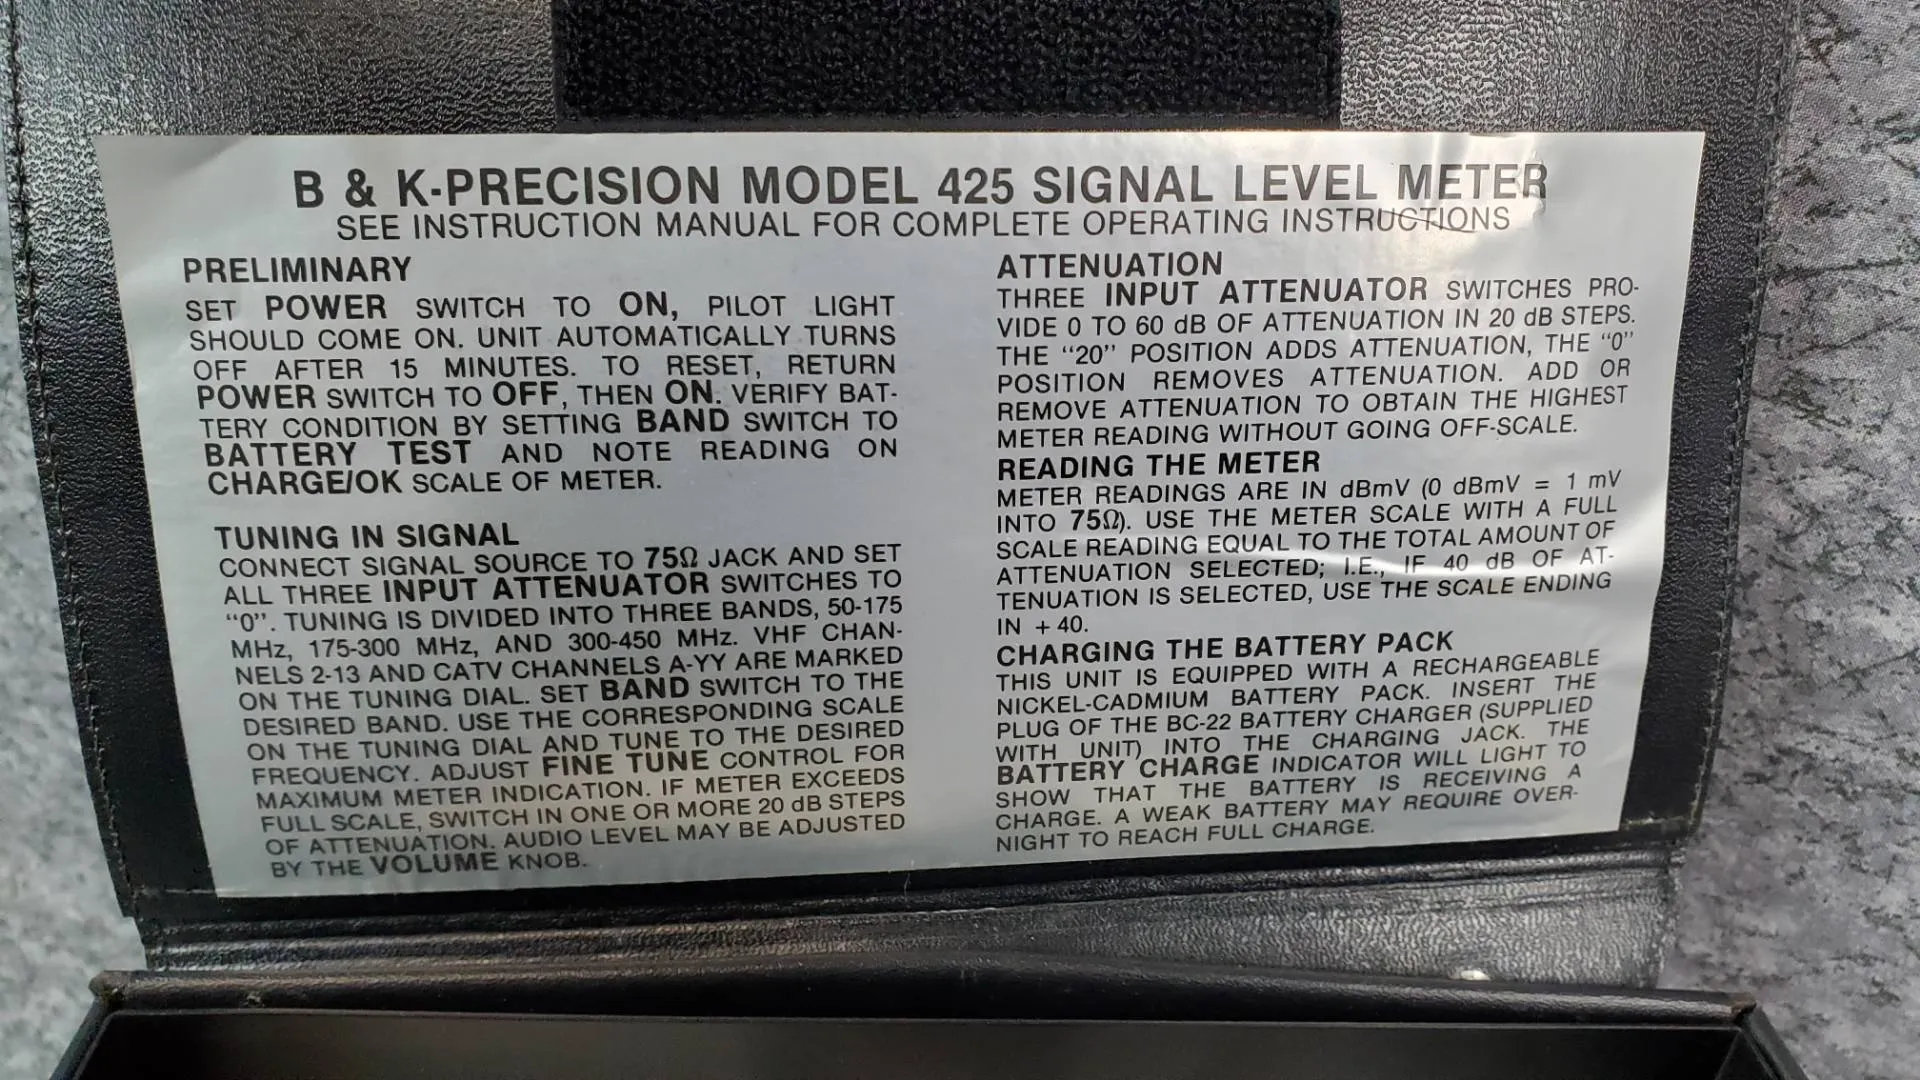 B & K-PRECISION MODEL 425 SIGNAL LEVEL METER
SEE INSTRUCTION MANUAL FOR COMPLETE OPERATING INSTRUCTIONS
PRELIMINARY
SET POWER SWITCH TO ON, PILOT LIGHT
SHOULD COME ON. UNIT AUTOMATICALLY TURNS
OFF AFTER 15 MINUTES. TO RESET, RETURN
POWER SWITCH TO OFF, THEN ON. VERIFY BAT-
TERY CONDITION BY SETTING BAND SWITCH TO
BATTERY TEST AND NOTE READING ON
CHARGE/OK SCALE OF METER.
TUNING IN SIGNAL
CONNECT SIGNAL SOURCE TO 75Ω JACK AND SET
ALL THREE INPUT ATTENUATOR SWITCHES TO
“0”. TUNING IS DIVIDED INTO THREE BANDS, 50-175
MHz, 175-300 MHz, AND 300-450 MHz. VHF CHAN-
NELS 2-13 AND CATV CHANNELS A-YY ARE MARKED
ON THE TUNING DIAL. SET BAND SWITCH TO THE
DESIRED BAND. USE THE CORRESPONDING SCALE
ON THE TUNING DIAL AND TUNE TO THE DESIRED
FREQUENCY. ADJUST FINE TUNE CONTROL FOR
MAXIMUM METER INDICATION. IF METER EXCEEDS
FULL SCALE, SWITCH IN ONE OR MORE 20 dB STEPS
OF ATTENUATION. AUDIO LEVEL MAY BE ADJUSTED
BY THE VOLUME KNOB.
ATTENUATION
THREE INPUT ATTENUATOR SWITCHES PRO-
VIDE 0 TO 60 dB OF ATTENUATION IN 20 dB STEPS.
THE “20” POSITION ADDS ATTENUATION, THE “0”
POSITION REMOVES ATTENUATION. ADD OR
REMOVE ATTENUATION TO OBTAIN THE HIGHEST
METER READING WITHOUT GOING OFF-SCALE.
READING THE METER
METER READINGS ARE IN dBmV (0 dBmV = 1 mV
INTO 75Ω). USE THE METER SCALE WITH A FULL
SCALE READING EQUAL TO THE TOTAL AMOUNT OF
ATTENUATION SELECTED; I.E., IF 40 dB OF AT-
TENUATION IS SELECTED, USE THE SCALE ENDING
IN +40.
CHARGING THE BATTERY PACK
THIS UNIT IS EQUIPPED WITH A RECHARGEABLE
NICKEL-CADMIUM BATTERY PACK. INSERT THE
PLUG OF THE BC-22 BATTERY CHARGER (SUPPLIED
WITH UNIT) INTO THE CHARGING JACK. THE
BATTERY CHARGE INDICATOR WILL LIGHT TO
SHOW THAT THE BATTERY IS RECEIVING A
CHARGE. A WEAK BATTERY MAY REQUIRE OVER-
NIGHT TO REACH FULL CHARGE.